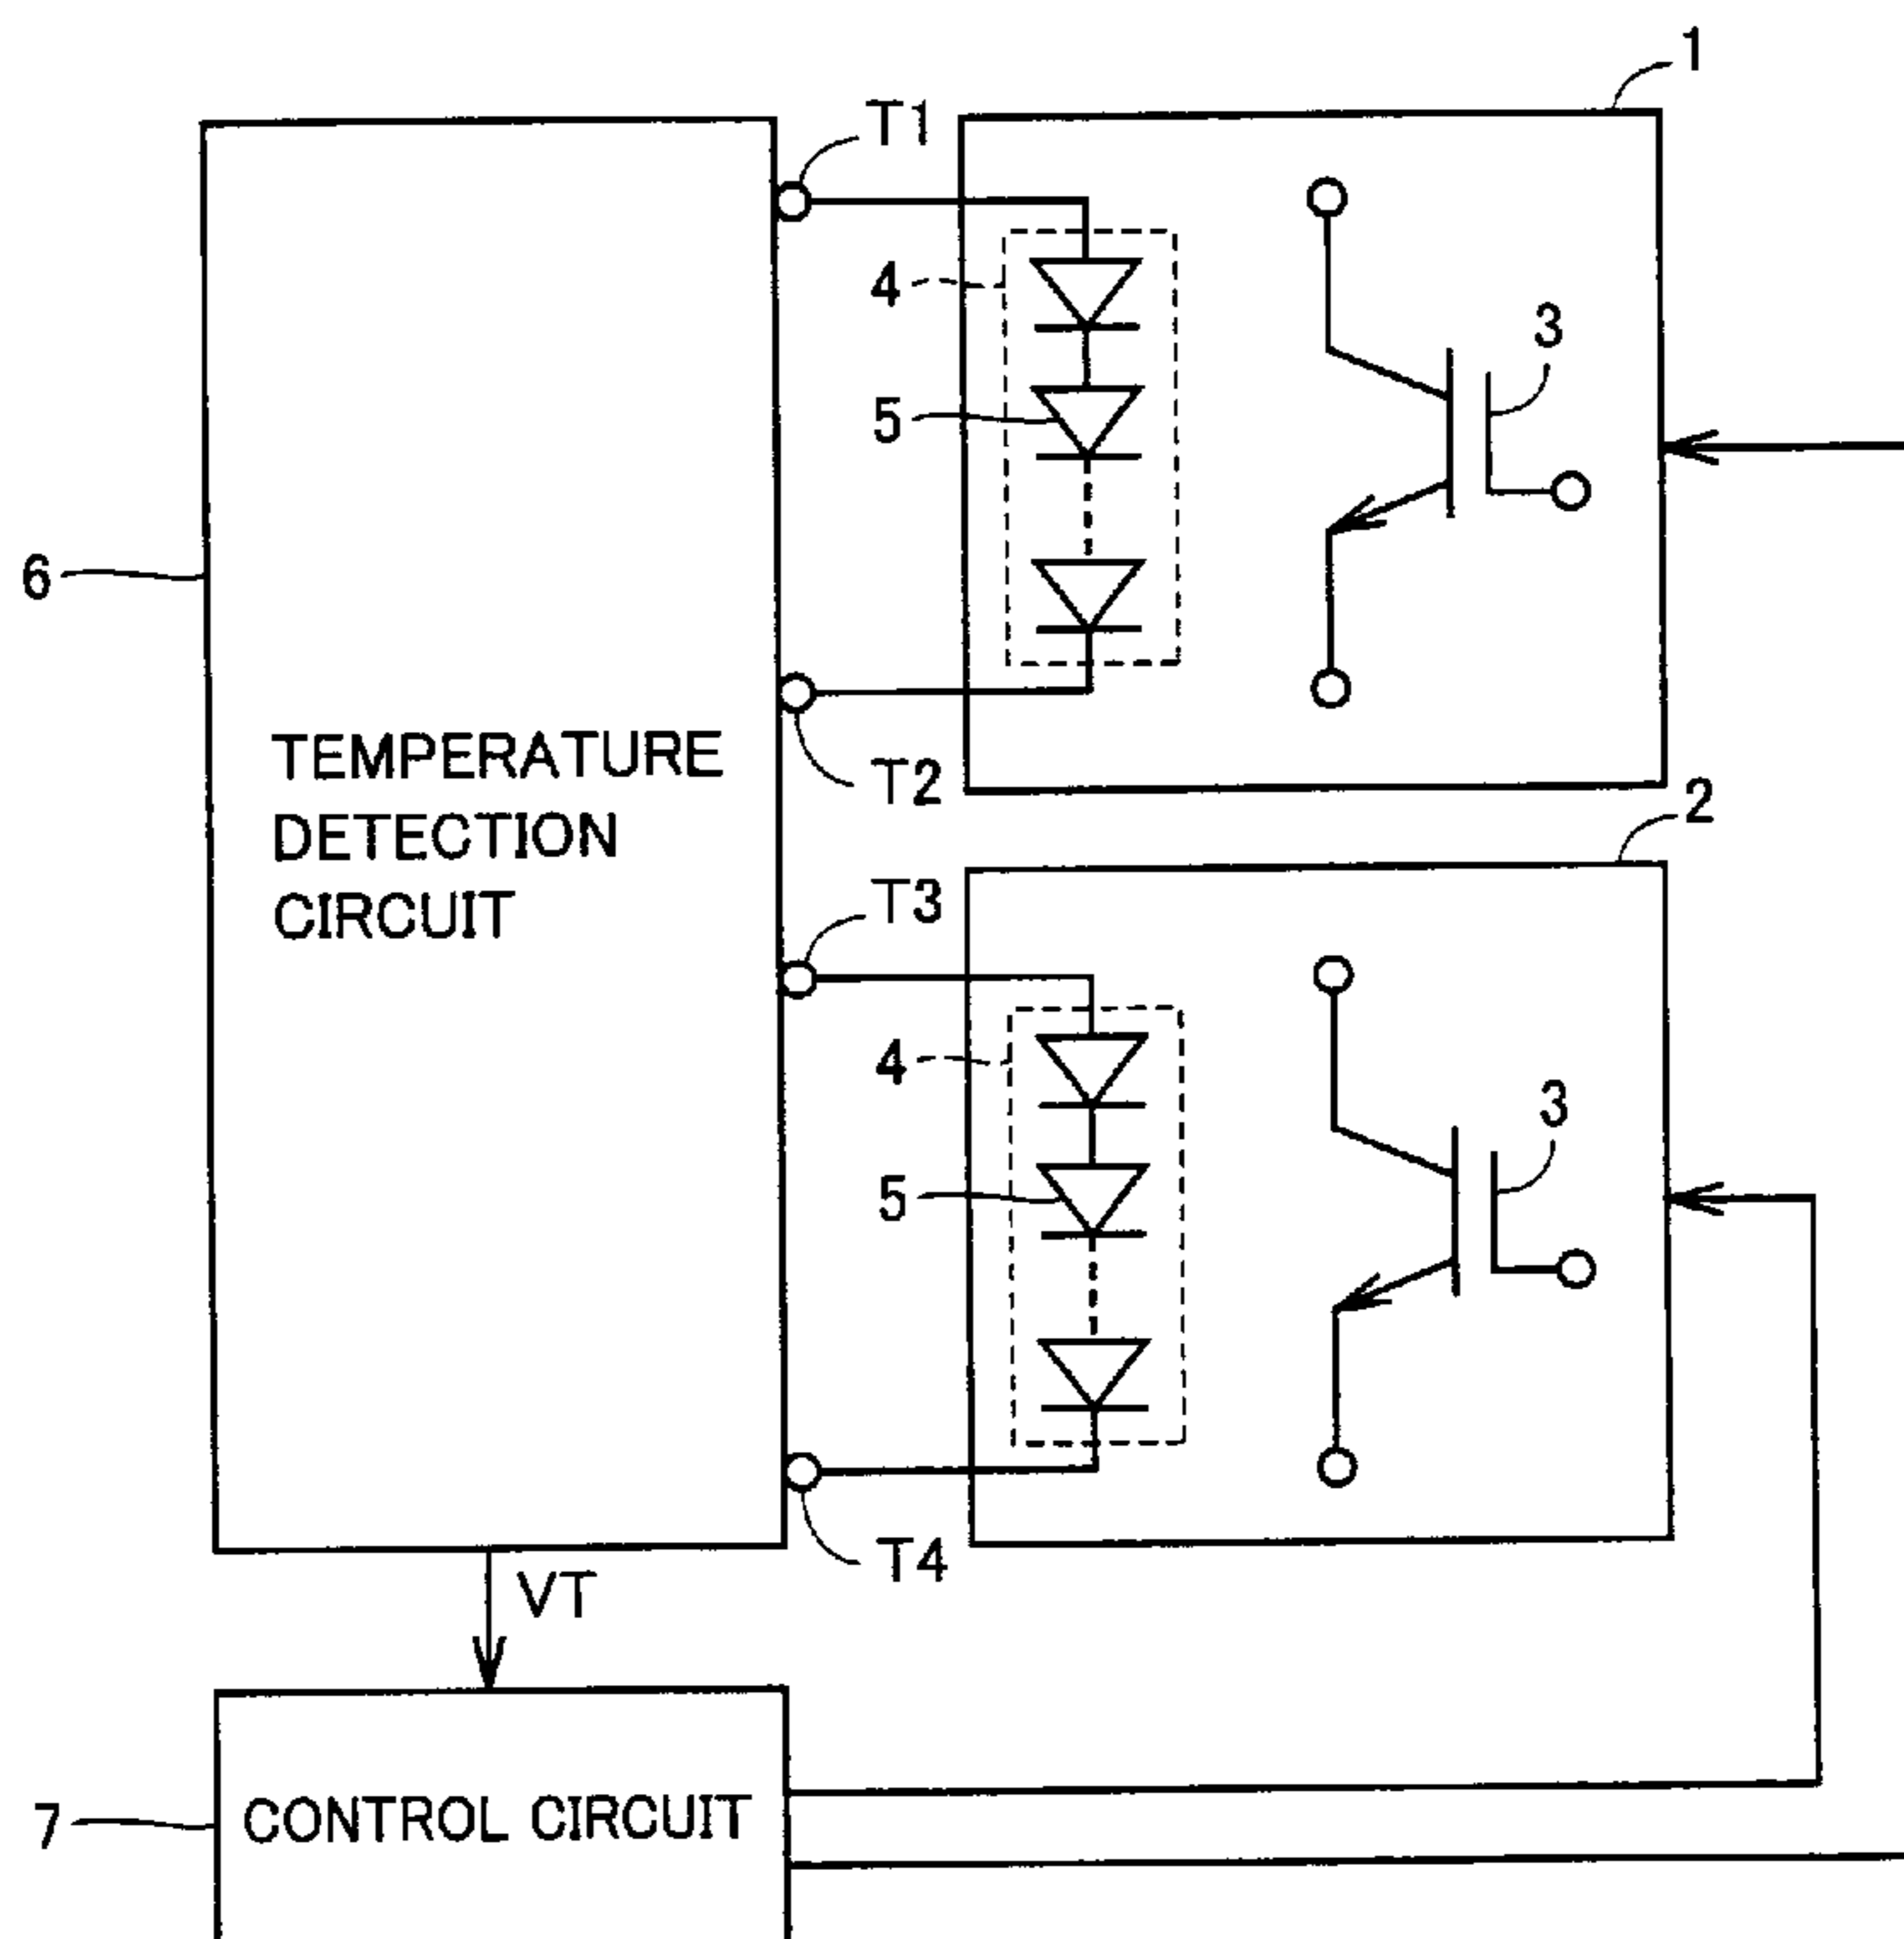 1
T1
4
3
5
6
TEMPERATURE
DETECTION
CIRCUIT
T2
2
T3
4
3
5
T4
VT
7
CONTROL CIRCUIT